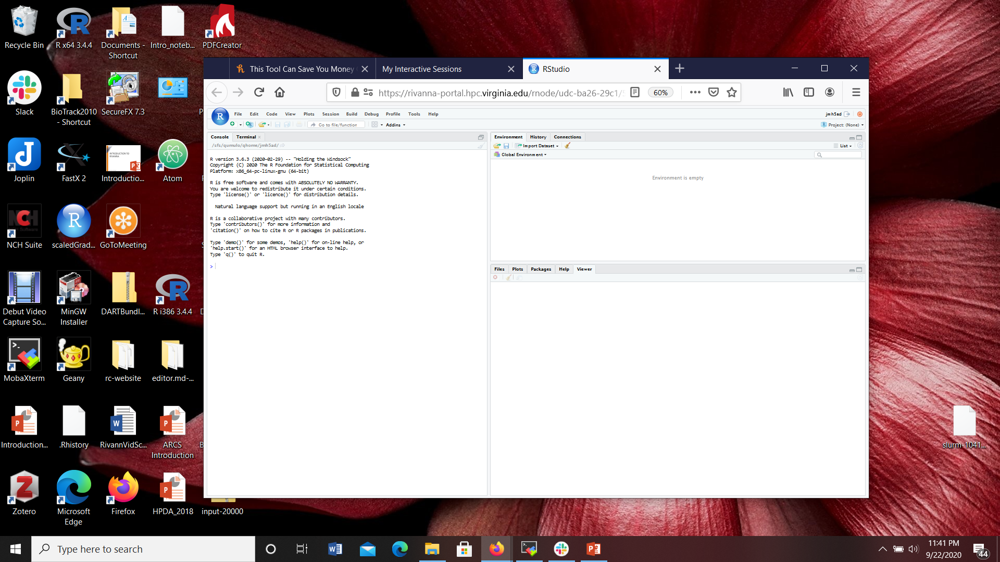 Recycle Bin
R x64 3.4.4
Documents -
Shortcut
Intro_noteb...
PDFCreator
Slack
BioTrack2010
- Shortcut
SecureFX 7.3
Joplin
FastX 2
Introductio...
Atom
NCH Suite
scaledGrad...
GoToMeeting
Debut Video
Capture So...
MinGW
Installer
DARTBundl...
R i386 3.4.4
MobaXterm
Geany
rc-website
editor.md-...
Introduction...
.Rhistory
RivannVidSc...
ARCS
Introduction
Zotero
Microsoft
Edge
Firefox
HPDA_2018
input-20000
slurm-1041...
This Tool Can Save You Money
My Interactive Sessions
RStudio
https://rivanna-portal.hpc.virginia.edu/rnode/udc-ba26-29c1/
60%
File Edit Code View Plots Session Build Debug Profile Tools Help
jmh5ad
Go to file/function
Addins
Project: (None)
Console Terminal
/sfs/qumulo/qhome/jmh5ad/
R version 3.6.3 (2020-02-29) -- "Holding the Windsock"
Copyright (C) 2020 The R Foundation for Statistical Computing
Platform: x86_64-pc-linux-gnu (64-bit)
R is free software and comes with ABSOLUTELY NO WARRANTY.
You are welcome to redistribute it under certain conditions.
Type 'license()' or 'licence()' for distribution details.
Natural language support but running in an English locale
R is a collaborative project with many contributors.
Type 'contributors()' for more information and
'citation()' on how to cite R or R packages in publications.
Type 'demo()' for some demos, 'help()' for on-line help, or
'help.start()' for an HTML browser interface to help.
Type 'q()' to quit R.
>
Environment History Connections
Import Dataset
List
Global Environment
Environment is empty
Files Plots Packages Help Viewer
Type here to search
11:41 PM
9/22/2020
44